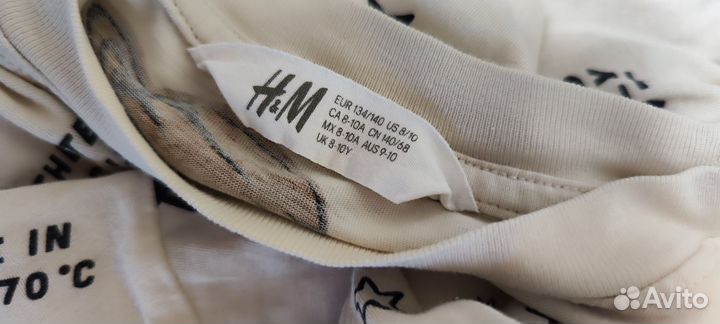 H&M
EUR 134/140 US 8/10
CA 8-10A CN 140/68
MX 8-10A AUS 9-10
UK 8-10Y
IN
70°C
Avito